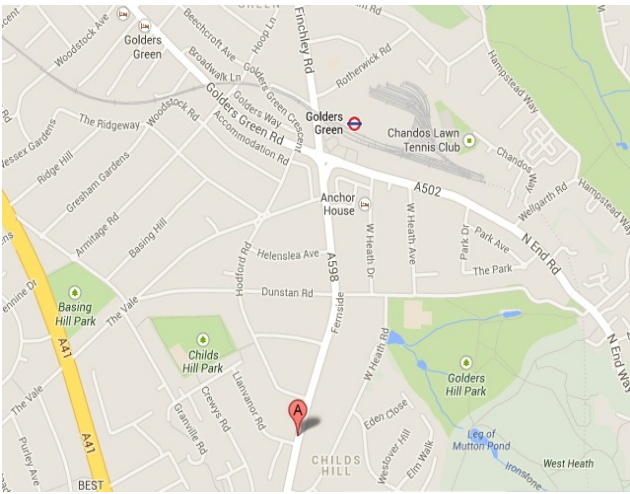 GREEN
Woodstock Ave
Golders
Green
Beechcroft Ave
Hoop Ln
Finchley Rd
Broadwalk Ln
Golders Green Crescent
Rotherwick Rd
Hampstead Way
Golders Green Rd
Golders Way
Accommodation Rd
Woodstock Rd
The Ridgeway
Golders
Green
Chandos Lawn
Tennis Club
Chandos Way
Wessex Gardens
Ridge Hill
Gresham Gardens
Armitage Rd
Basing Hill
Anchor
House
A502
Wellgarth Rd
Hampstead Way
N End Rd
W Heath Dr
W Heath Ave
Park Dr
Park Ave
The Park
Hodford Rd
Helenslea Ave
A598
Dunstan Rd
Fernside
Basing
Hill Park
The Vale
A41
Childs
Hill Park
W Heath Rd
Golders
Hill Park
N End Way
The Vale
Granville Rd
Crewys Rd
Llanvanor Rd
A
Eden Close
Westover Hill
Elm Walk
Leg of
Mutton Pond
West Heath
Ironstone
CHILDS
HILL
A41
Purley Ave
BEST